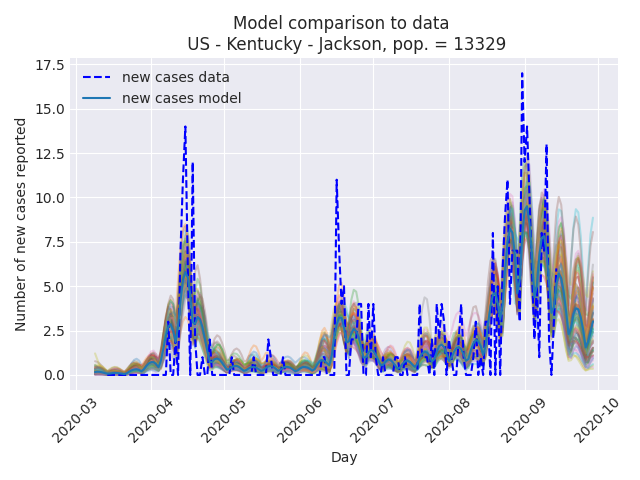 Model comparison to data
US - Kentucky - Jackson, pop. = 13329
17.5
15.0
12.5
10.0
7.5
5.0
2.5
0.0
Number of new cases reported
new cases data
new cases model
2020-03
2020-04
2020-05
2020-06
2020-07
2020-08
2020-09
2020-10
Day